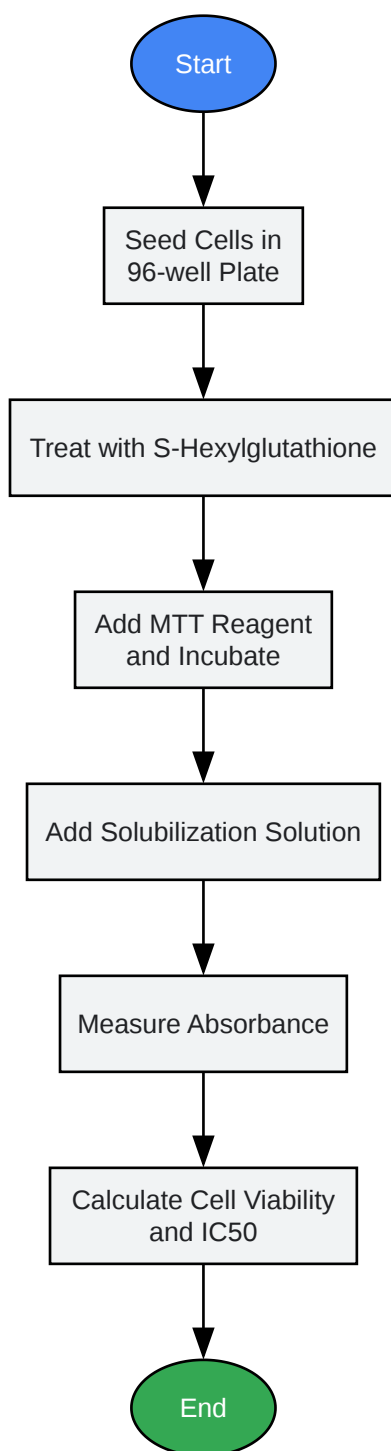 Start
Seed Cells in
96-well Plate
Treat with S-Hexylglutathione
Add MTT Reagent
and Incubate
Add Solubilization Solution
Measure Absorbance
Calculate Cell Viability
and IC50
End